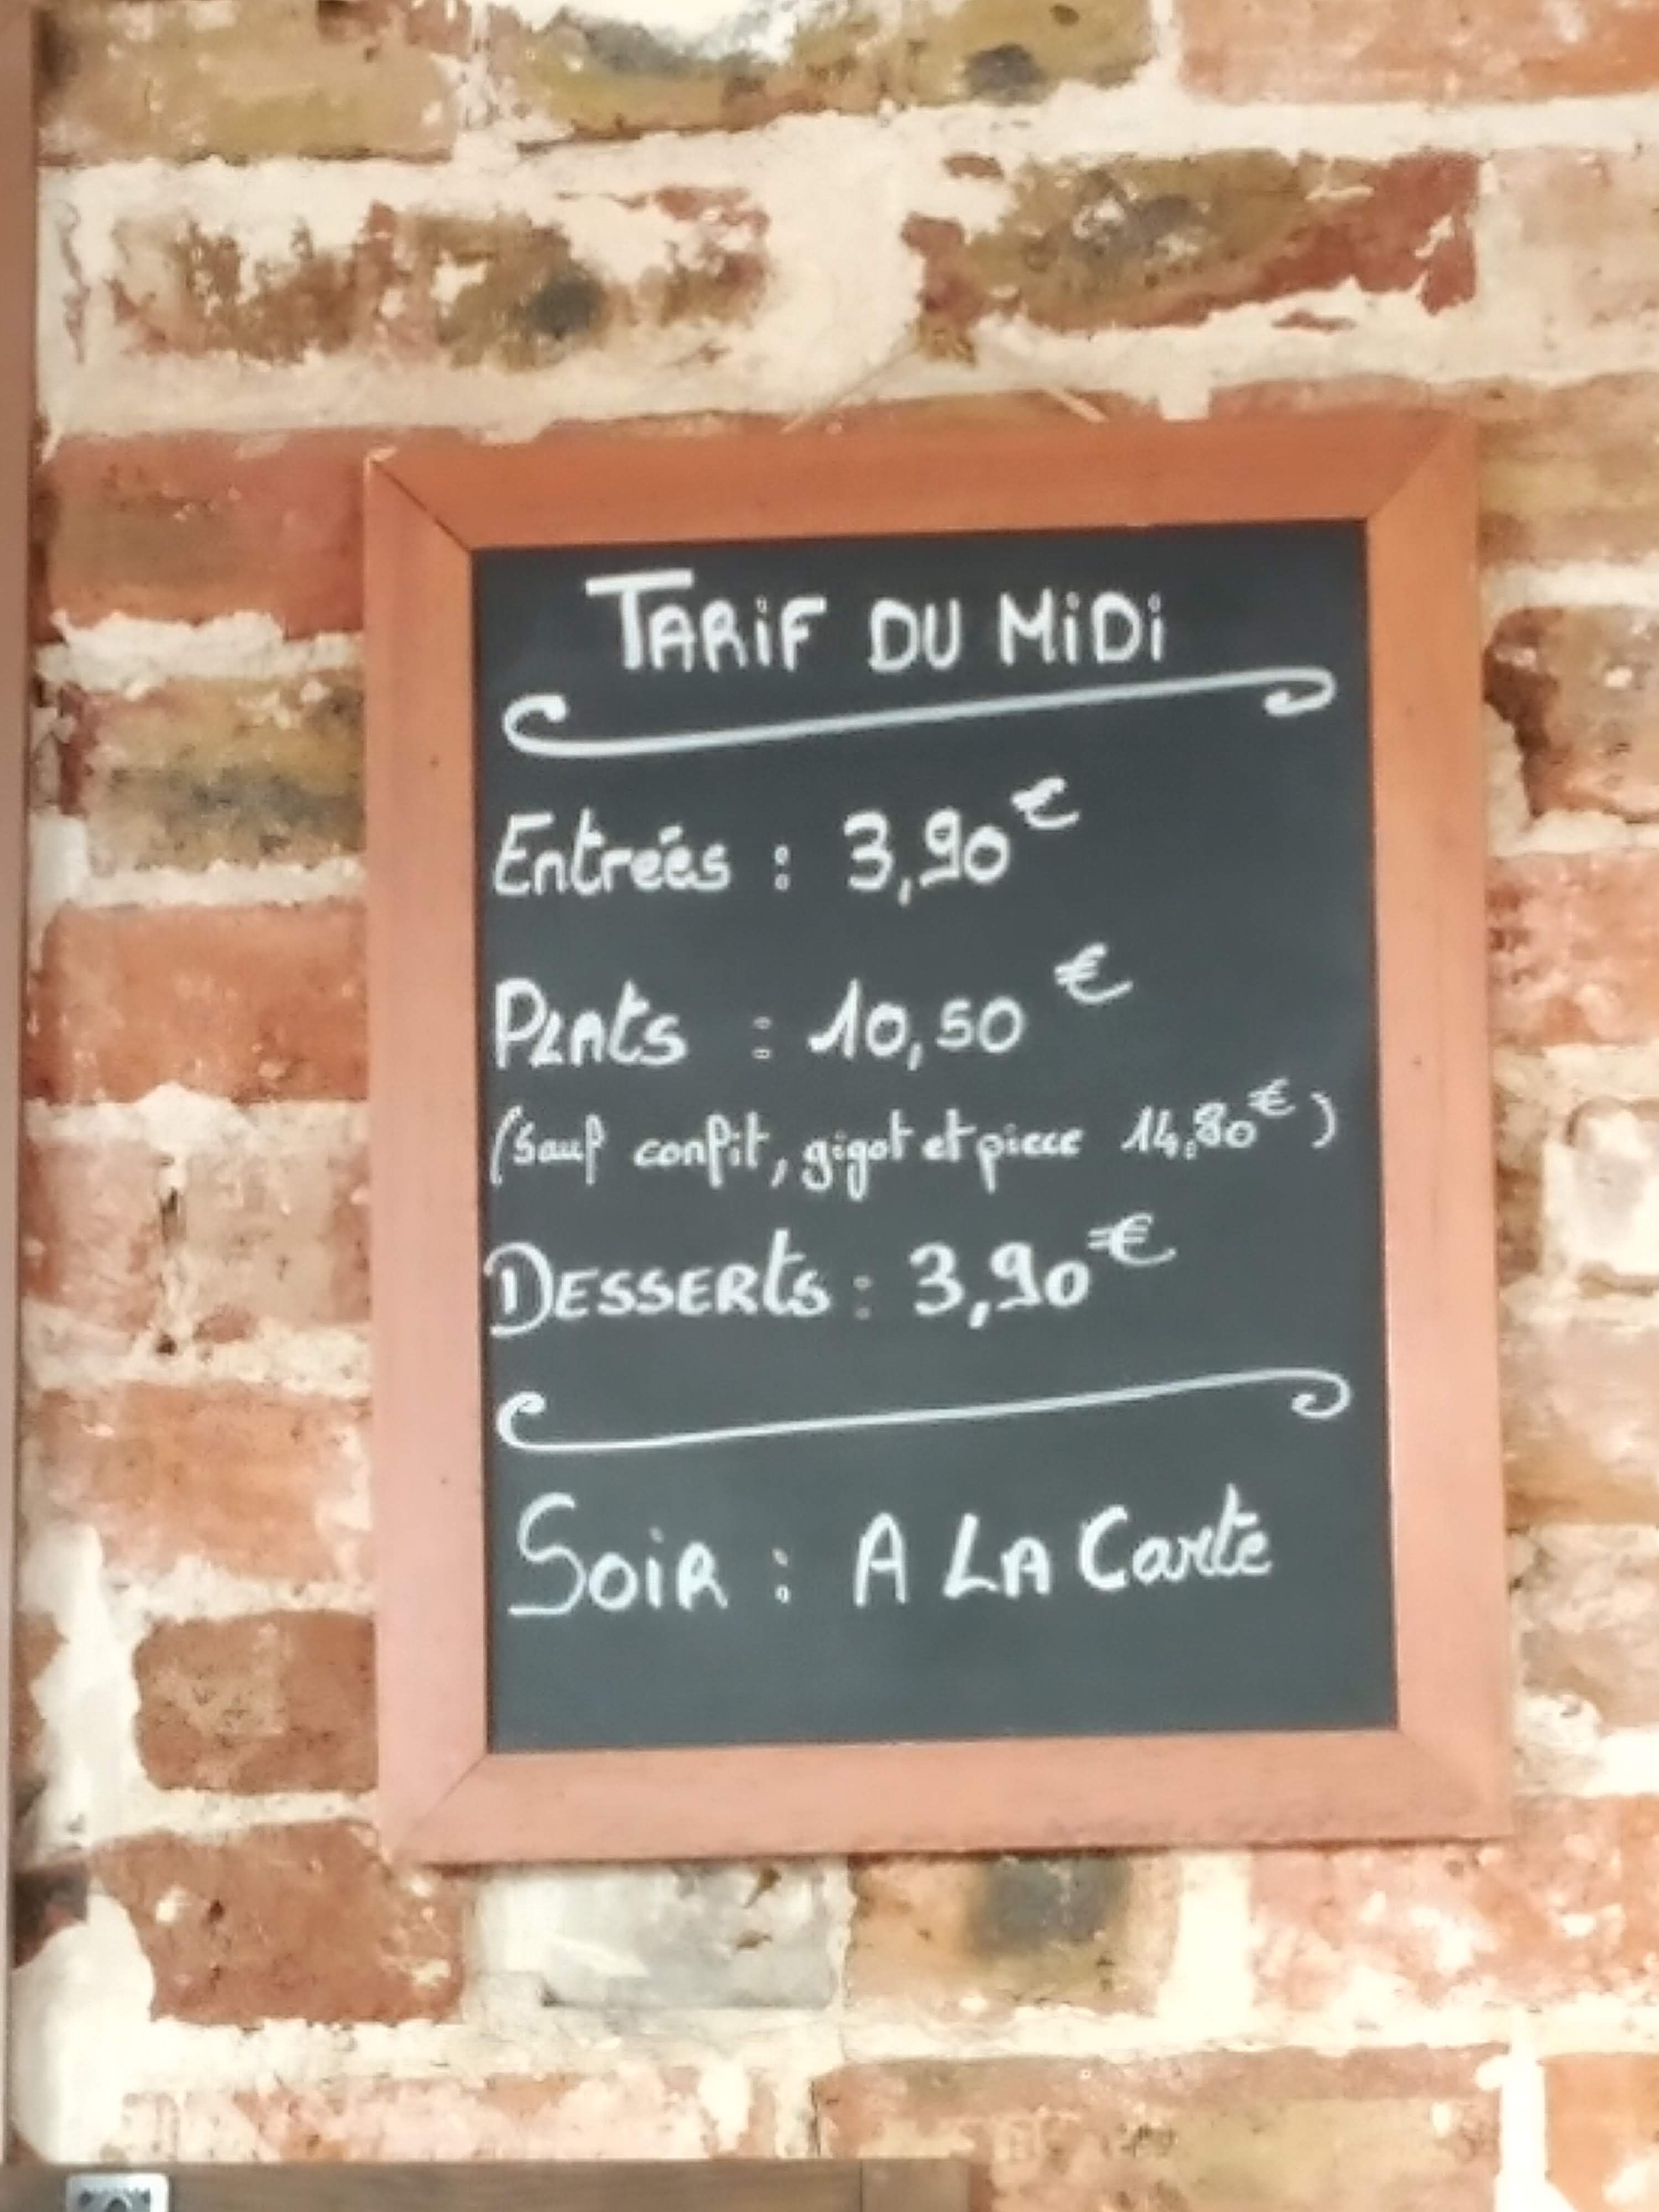 TARIF DU MIDI
Entrées : 3,90€
PLATS : 10,50 €
(sauf confit, gigot et piece 14,80€)
DESSERTS : 3,90€
SOIR : A LA Carte